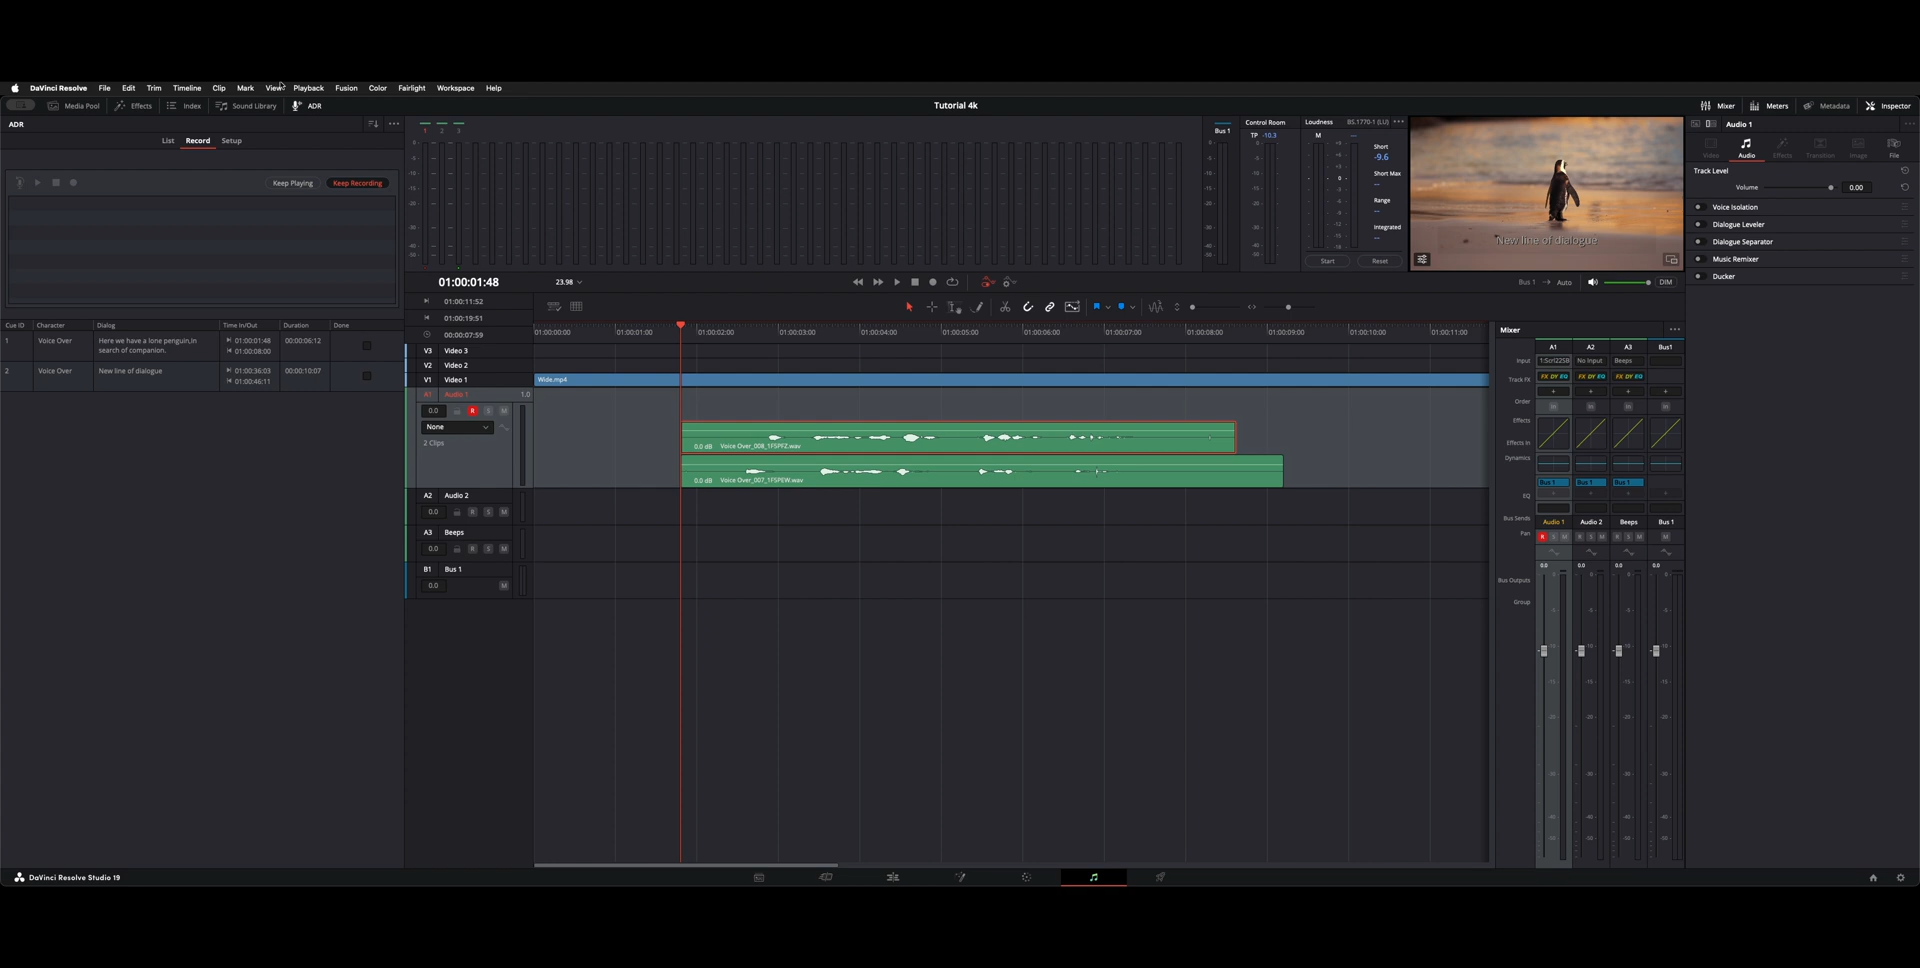 DaVinci Resolve File Edit Trim Timeline Clip Mark View Playback Fusion Color Fairlight Workspace Help
Media Pool Effects Index Sound Library ADR Tutorial 4k Mixer Meters Metadata Inspector
ADR
List Record Setup
Keep Playing Keep Recording
Cue ID Character Dialog Time In/Out Duration Done
1 Voice Over Here we have a lone penguin,In search of companion. 01:00:01:48 01:00:08:00 00:00:06:12
2 Voice Over New line of dialogue 01:00:36:03 01:00:46:11 00:00:10:07
1 2 3
Bus 1
Control Room
TP -10.3
Loudness BS.1770-1 (LU)
M
Short
-9.6
Short Max
Range
Integrated
Start Reset
New line of dialogue
Audio 1
Video Audio Effects Transition Image File
Track Level
Volume 0.00
Voice Isolation
Dialogue Leveler
Dialogue Separator
Music Remixer
Ducker
01:00:01:48 23.98
Bus 1 Auto DIM
01:00:11:52
01:00:19:51
00:00:07:59
01:00:00:00 01:00:01:00 01:00:02:00 01:00:03:00 01:00:04:00 01:00:05:00 01:00:06:00 01:00:07:00 01:00:08:00 01:00:09:00 01:00:10:00 01:00:11:00
V3 Video 3
V2 Video 2
V1 Video 1 Wide.mp4
A1 Audio 1 1.0
0.0 R S M
None
2 Clips
0.0 dB Voice Over_008_1FSPFZ.wav
0.0 dB Voice Over_007_1FSPEW.wav
A2 Audio 2
0.0 R S M
A3 Beeps
0.0 R S M
B1 Bus 1
0.0 M
Mixer
A1 A2 A3 Bus1
Input No Input Beeps
Track FX FX DY EQ FX DY EQ FX DY EQ
Order
Effects
Effects In
Dynamics
Bus 1 Bus 1 Bus 1
EQ
Bus Sends
Audio 1 Audio 2 Beeps Bus 1
Pan
R S M R S M R S M M
0.0 0.0 0.0 0.0
Bus Outputs
Group
DaVinci Resolve Studio 19